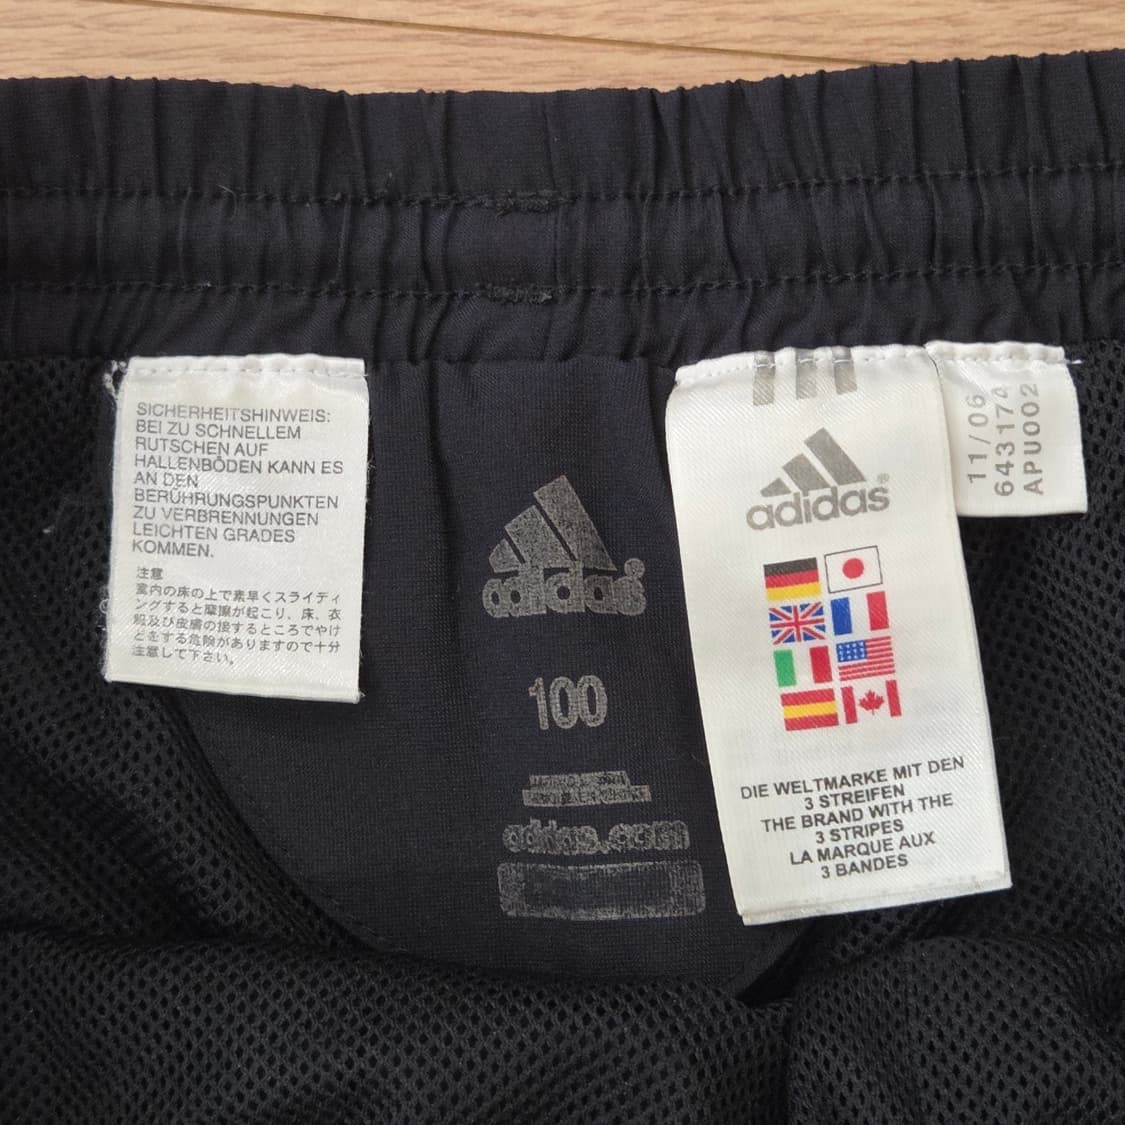 SICHERHEITSHINWEIS:
BEI ZU SCHNELLEM
RUTSCHEN AUF
HALLENBÖDEN KANN ES
AN DEN
BERÜHRUNGSPUNKTEN
ZU VERBRENNUNGEN
LEICHTEN GRADES
KOMMEN.
注意
室内の床の上で素早くスライディ
ングすると摩擦が起こり、床、衣
服及び皮膚の接するところでやけ
どをする危険がありますので十分
注意して下さい。
adidas®
100
adidas.com
adidas®
DIE WELTMARKE MIT DEN
3 STREIFEN
THE BRAND WITH THE
3 STRIPES
LA MARQUE AUX
3 BANDES
11/06
643174
APU002